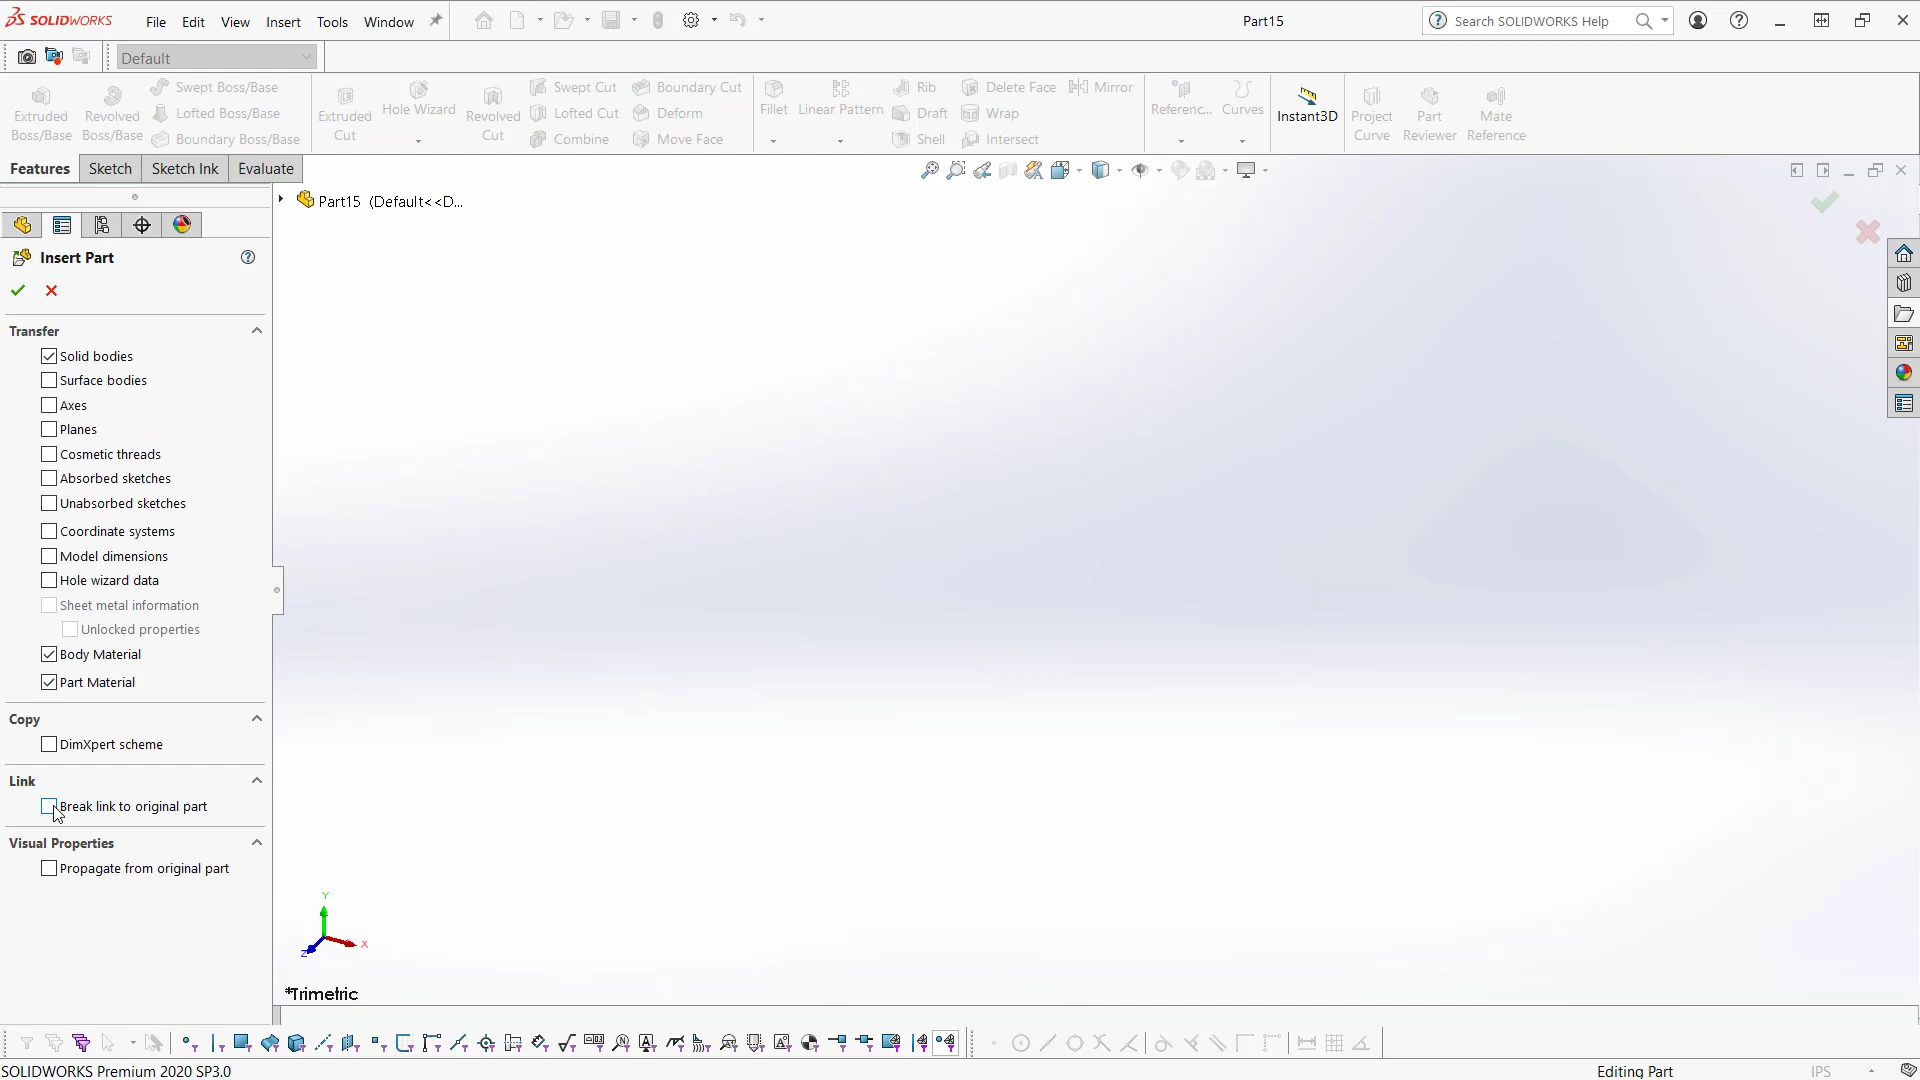 SOLIDWORKS File Edit View Insert Tools Window Part15 Search SOLIDWORKS Help
Default
Extruded Boss/Base
Revolved Boss/Base
Swept Boss/Base
Lofted Boss/Base
Boundary Boss/Base
Extruded Cut
Hole Wizard
Revolved Cut
Swept Cut
Lofted Cut
Combine
Boundary Cut
Deform
Move Face
Fillet
Linear Pattern
Rib
Draft
Shell
Delete Face
Wrap
Intersect
Mirror
Referenc...
Curves
Instant3D
Project Curve
Part Reviewer
Mate Reference
Features Sketch Sketch Ink Evaluate
Part15 (Default<<D...
Insert Part
Transfer
Solid bodies
Surface bodies
Axes
Planes
Cosmetic threads
Absorbed sketches
Unabsorbed sketches
Coordinate systems
Model dimensions
Hole wizard data
Sheet metal information
Unlocked properties
Body Material
Part Material
Copy
DimXpert scheme
Link
Break link to original part
Visual Properties
Propagate from original part
Y
X
Z
*Trimetric
SOLIDWORKS Premium 2020 SP3.0 Editing Part IPS